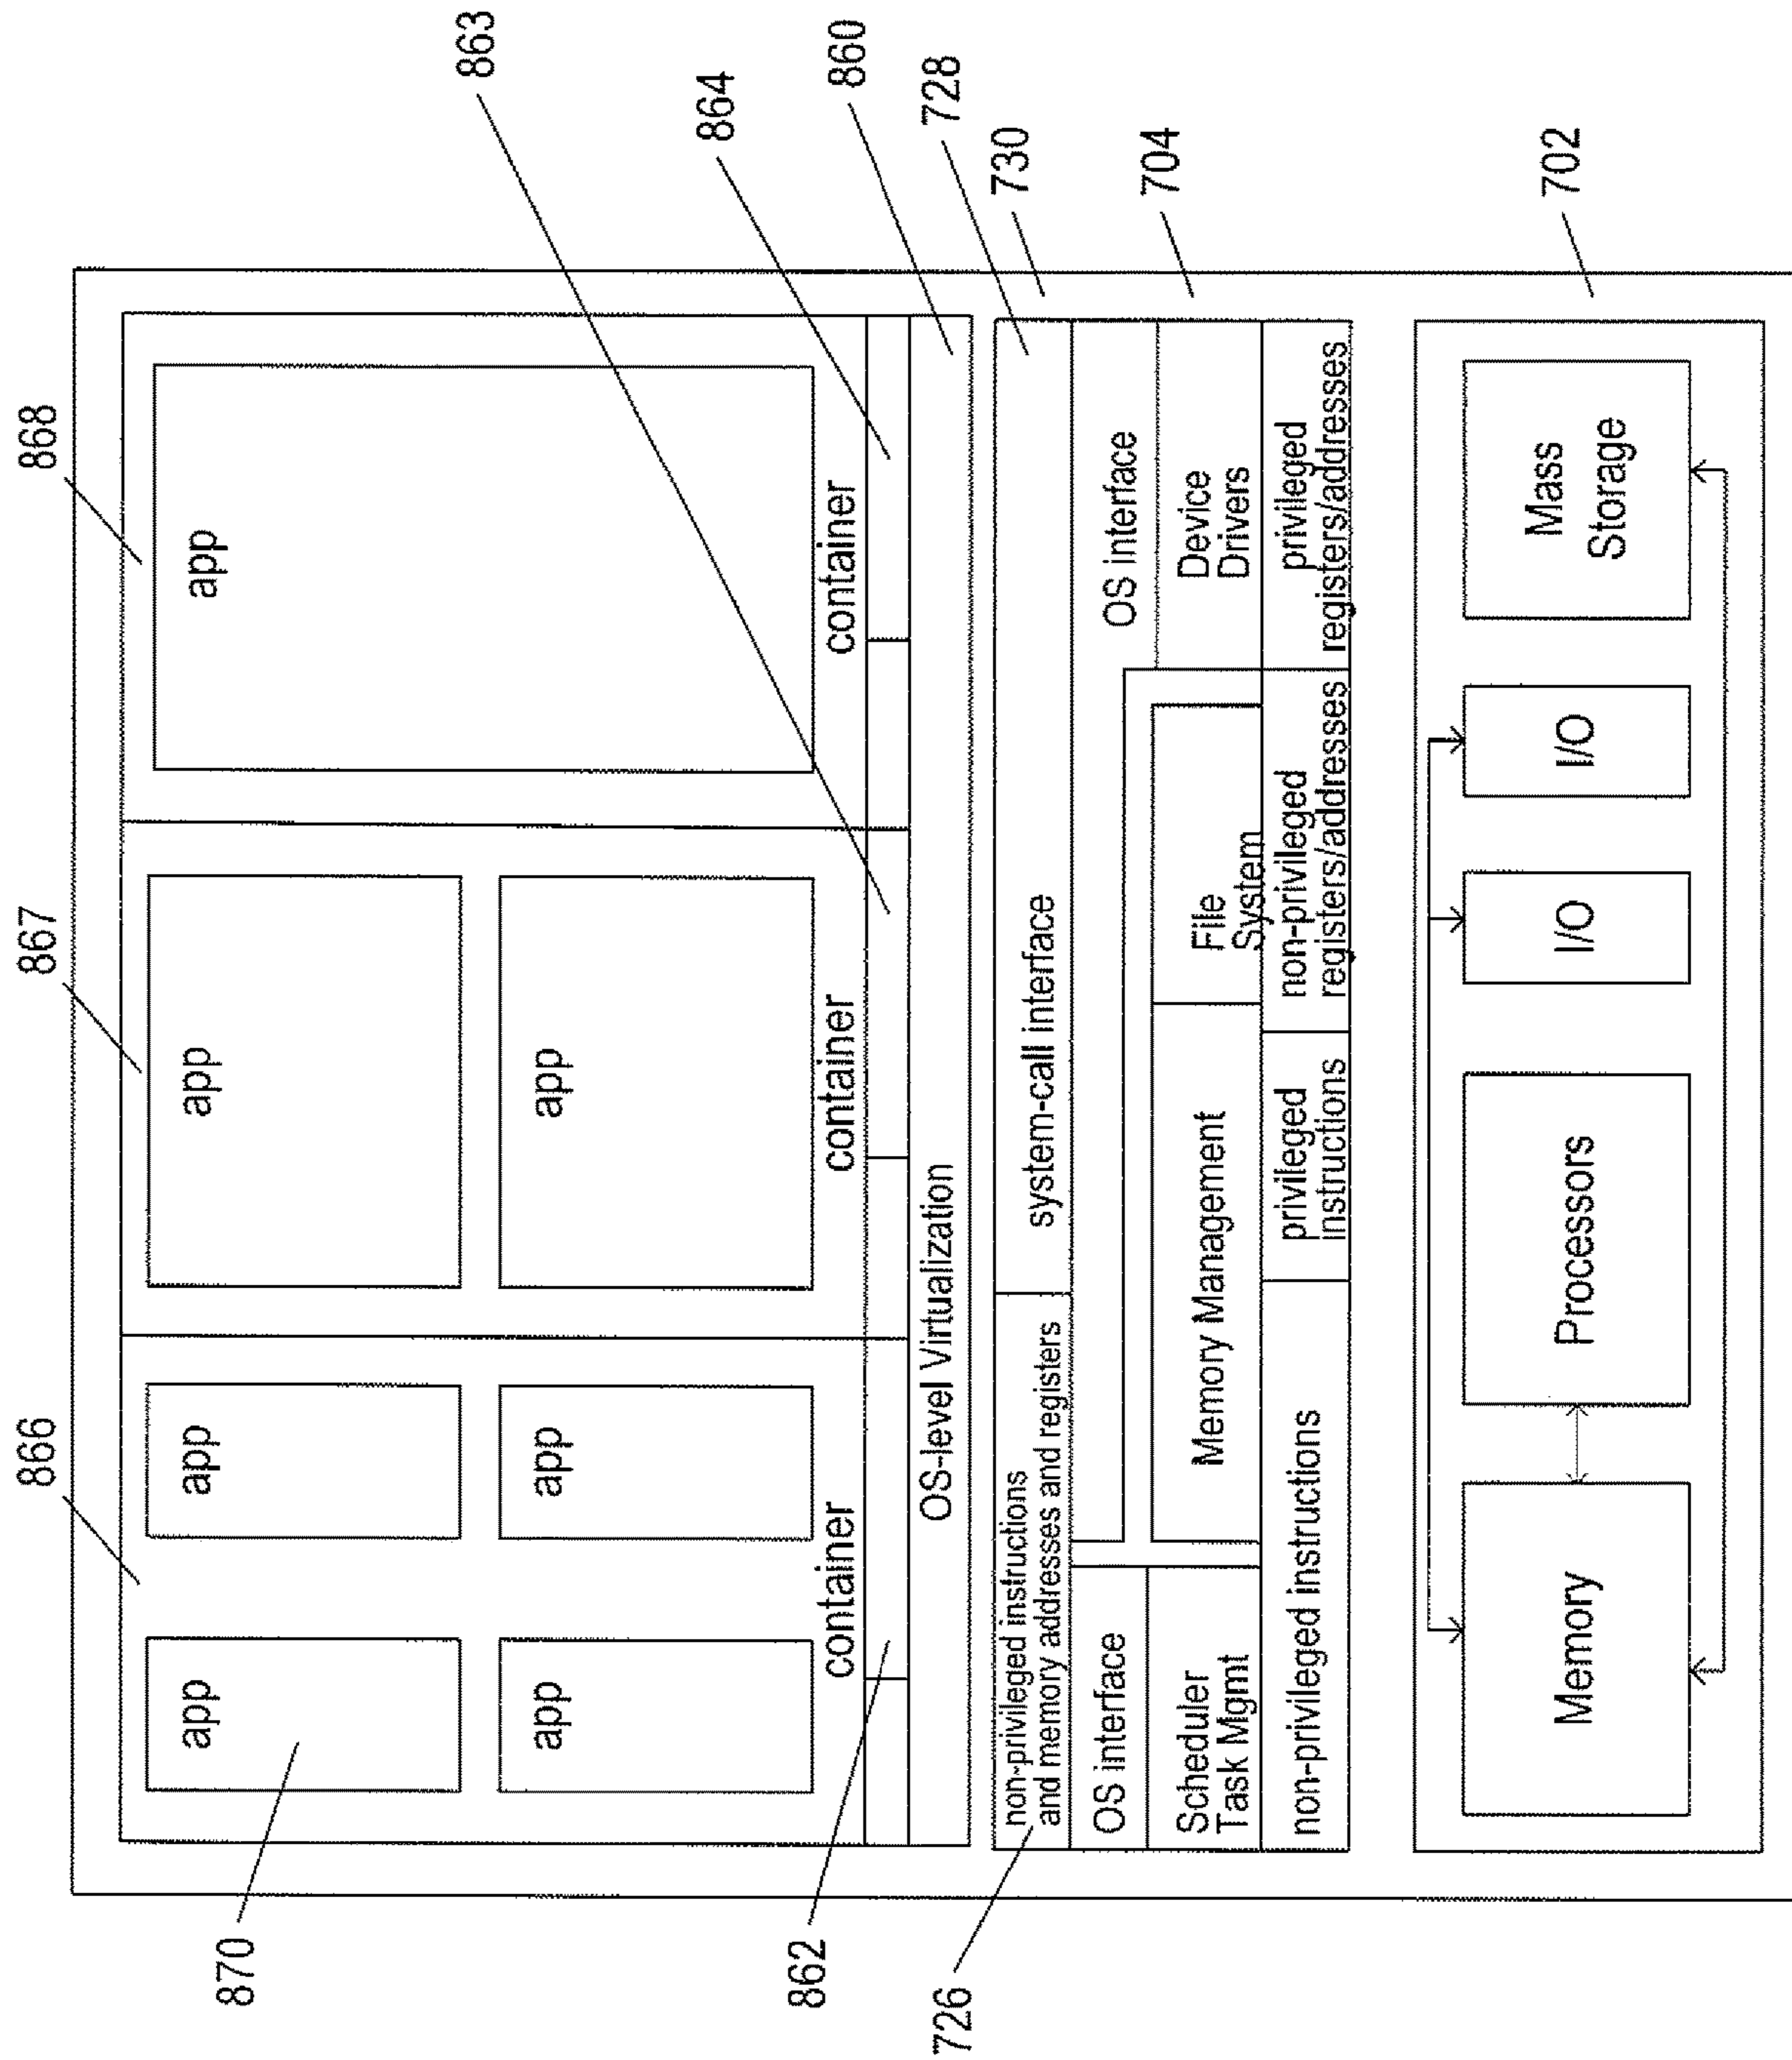 866
867
868
863
864
860
728
730
704
702
870
862
726
app
app
app
app
app
app
app
container
container
container
OS-level Virtualization
non-privileged instructions
and memory addresses and registers
system-call interface
OS interface
OS interface
Scheduler
Task Mgmt
Memory Management
File
System
Device
Drivers
non-privileged instructions
privileged
instructions
non-privileged
registers/addresses
privileged
registers/addresses
Memory
Processors
I/O
I/O
Mass
Storage